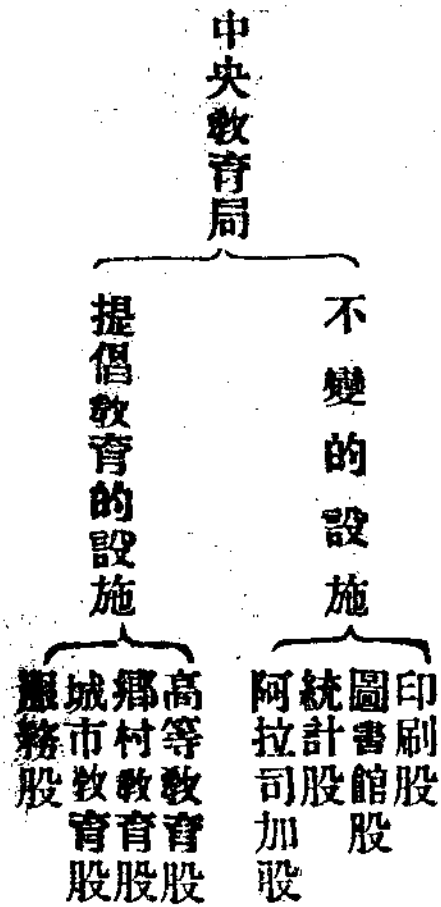 中央教育局
不變的設施
印刷股
圖書館股
統計股
阿拉司加股
提倡教育的設施
高等教育股
鄉村教育股
城市教育股
務股